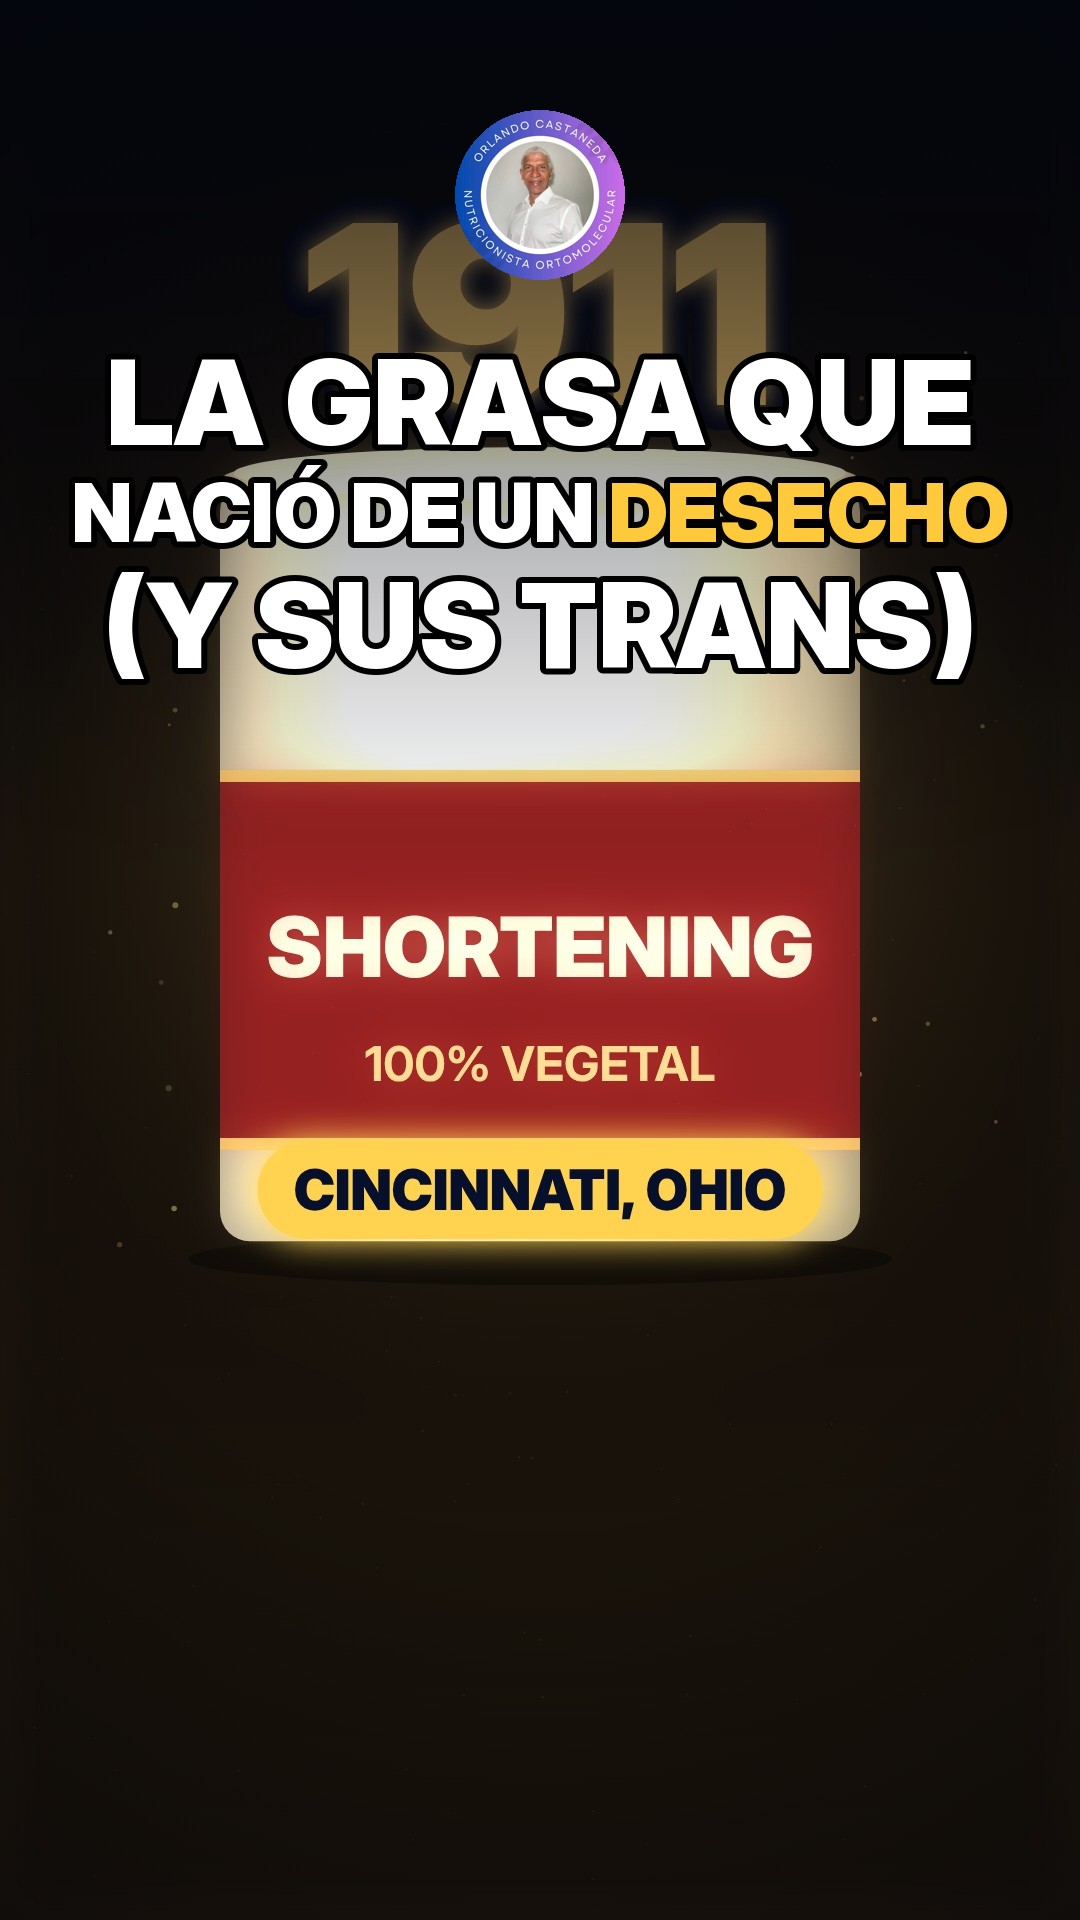 ORLANDO CASTANEDA
NUTRICIONISTA ORTOMOLECULAR
1911
LA GRASA QUE
NACIÓ DE UN DESECHO
(Y SUS TRANS)
SHORTENING
100% VEGETAL
CINCINNATI, OHIO